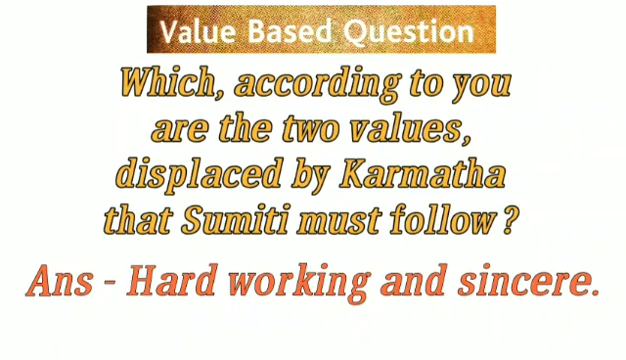 Value Based Question
Which, according to you
are the two values,
displaced by Karmatha
that Sumiti must follow?
Ans - Hard working and sincere.